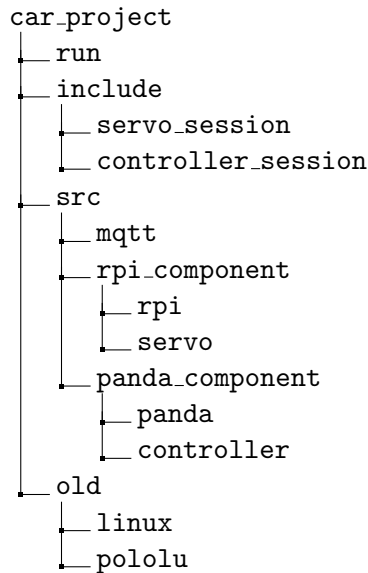 car_project
run
include
servo_session
controller_session
src
mqtt
rpi_component
rpi
servo
panda_component
panda
controller
old
linux
pololu